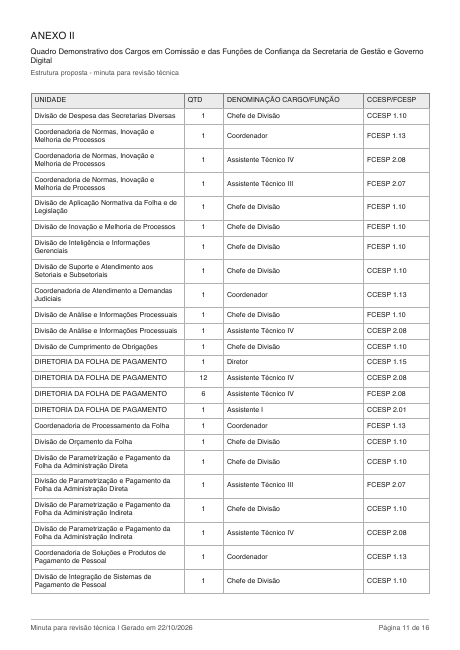 ANEXO II
Quadro Demonstrativo dos Cargos em Comissão e das Funções de Confiança da Secretaria de Gestão e Governo
Digital
Estrutura proposta - minuta para revisão técnica
UNIDADE QTD DENOMINAÇÃO CARGO/FUNÇÃO CCESP/FCESP
Divisão de Despesa das Secretarias Diversas 1 Chefe de Divisão CCESP 1.10
Coordenadoria de Normas, Inovação e
Melhoria de Processos 1 Coordenador FCESP 1.13
Coordenadoria de Normas, Inovação e
Melhoria de Processos 1 Assistente Técnico IV FCESP 2.08
Coordenadoria de Normas, Inovação e
Melhoria de Processos 1 Assistente Técnico III FCESP 2.07
Divisão de Aplicação Normativa da Folha e de
Legislação 1 Chefe de Divisão FCESP 1.10
Divisão de Inovação e Melhoria de Processos 1 Chefe de Divisão FCESP 1.10
Divisão de Inteligência e Informações
Gerenciais 1 Chefe de Divisão FCESP 1.10
Divisão de Suporte e Atendimento aos
Setoriais e Subsetoriais 1 Chefe de Divisão CCESP 1.10
Coordenadoria de Atendimento a Demandas
Judiciais 1 Coordenador CCESP 1.13
Divisão de Análise e Informações Processuais 1 Chefe de Divisão FCESP 1.10
Divisão de Análise e Informações Processuais 1 Assistente Técnico IV CCESP 2.08
Divisão de Cumprimento de Obrigações 1 Chefe de Divisão CCESP 1.10
DIRETORIA DA FOLHA DE PAGAMENTO 1 Diretor CCESP 1.15
DIRETORIA DA FOLHA DE PAGAMENTO 12 Assistente Técnico IV CCESP 2.08
DIRETORIA DA FOLHA DE PAGAMENTO 6 Assistente Técnico IV FCESP 2.08
DIRETORIA DA FOLHA DE PAGAMENTO 1 Assistente I CCESP 2.01
Coordenadoria de Processamento da Folha 1 Coordenador FCESP 1.13
Divisão de Orçamento da Folha 1 Chefe de Divisão CCESP 1.10
Divisão de Parametrização e Pagamento da
Folha da Administração Direta 1 Chefe de Divisão CCESP 1.10
Divisão de Parametrização e Pagamento da
Folha da Administração Direta 1 Assistente Técnico III FCESP 2.07
Divisão de Parametrização e Pagamento da
Folha da Administração Indireta 1 Chefe de Divisão CCESP 1.10
Divisão de Parametrização e Pagamento da
Folha da Administração Indireta 1 Assistente Técnico IV CCESP 2.08
Coordenadoria de Soluções e Produtos de
Pagamento de Pessoal 1 Coordenador CCESP 1.13
Divisão de Integração de Sistemas de
Pagamento de Pessoal 1 Chefe de Divisão CCESP 1.10
Minuta para revisão técnica | Gerado em 22/10/2026 Página 11 de 16